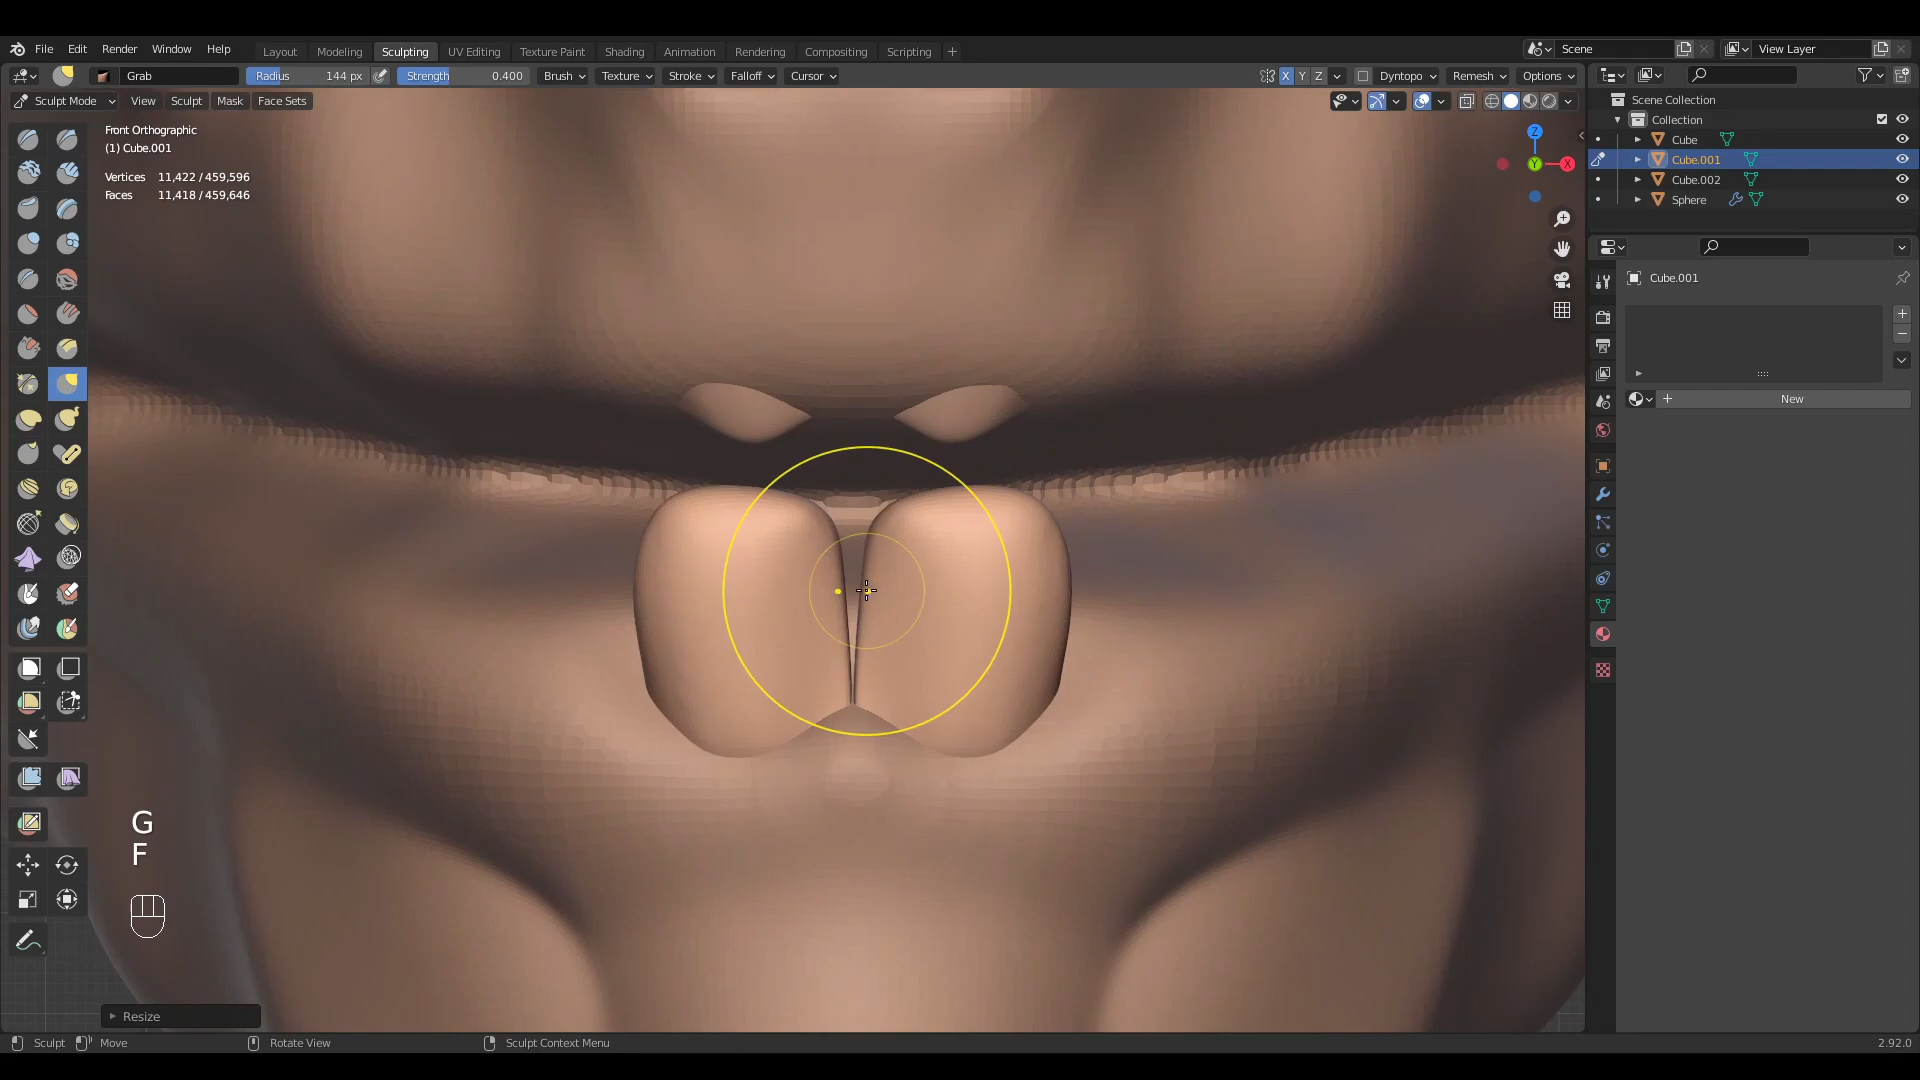 File Edit Render Window Help
Layout Modeling Sculpting UV Editing Texture Paint Shading Animation Rendering Compositing Scripting +
Scene View Layer
Grab Radius 144 px Strength 0.400 Brush Texture Stroke Falloff Cursor X Y Z Dyntopo Remesh Options
Sculpt Mode View Sculpt Mask Face Sets
Front Orthographic
(1) Cube.001
Vertices 11,422 / 459,596
Faces 11,418 / 459,646
Z
Y X
Scene Collection
Collection
Cube
Cube.001
Cube.002
Sphere
Cube.001
+ New
G
F
Resize
Sculpt Move Rotate View Sculpt Context Menu 2.92.0